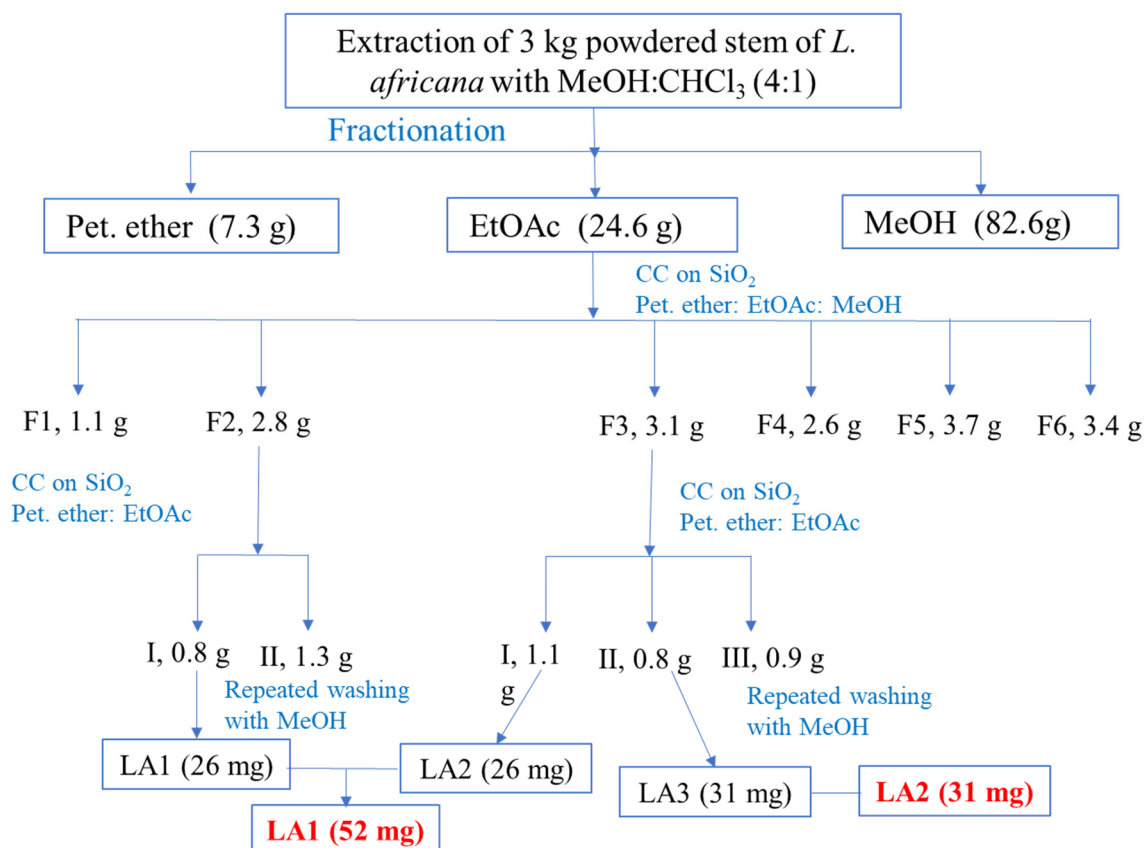 Extraction of 3 kg powdered stem of L.
africana with MeOH:CHCl₃ (4:1)
Fractionation
Pet. ether (7.3 g)
EtOAc (24.6 g)
MeOH (82.6g)
CC on SiO₂
Pet. ether: EtOAc: MeOH
F1, 1.1 g
F2, 2.8 g
F3, 3.1 g
F4, 2.6 g
F5, 3.7 g
F6, 3.4 g
CC on SiO₂
Pet. ether: EtOAc
CC on SiO₂
Pet. ether: EtOAc
I, 0.8 g
II, 1.3 g
I, 1.1
g
II, 0.8 g
III, 0.9 g
Repeated washing
with MeOH
Repeated washing
with MeOH
LA1 (26 mg)
LA2 (26 mg)
LA3 (31 mg)
LA2 (31 mg)
LA1 (52 mg)